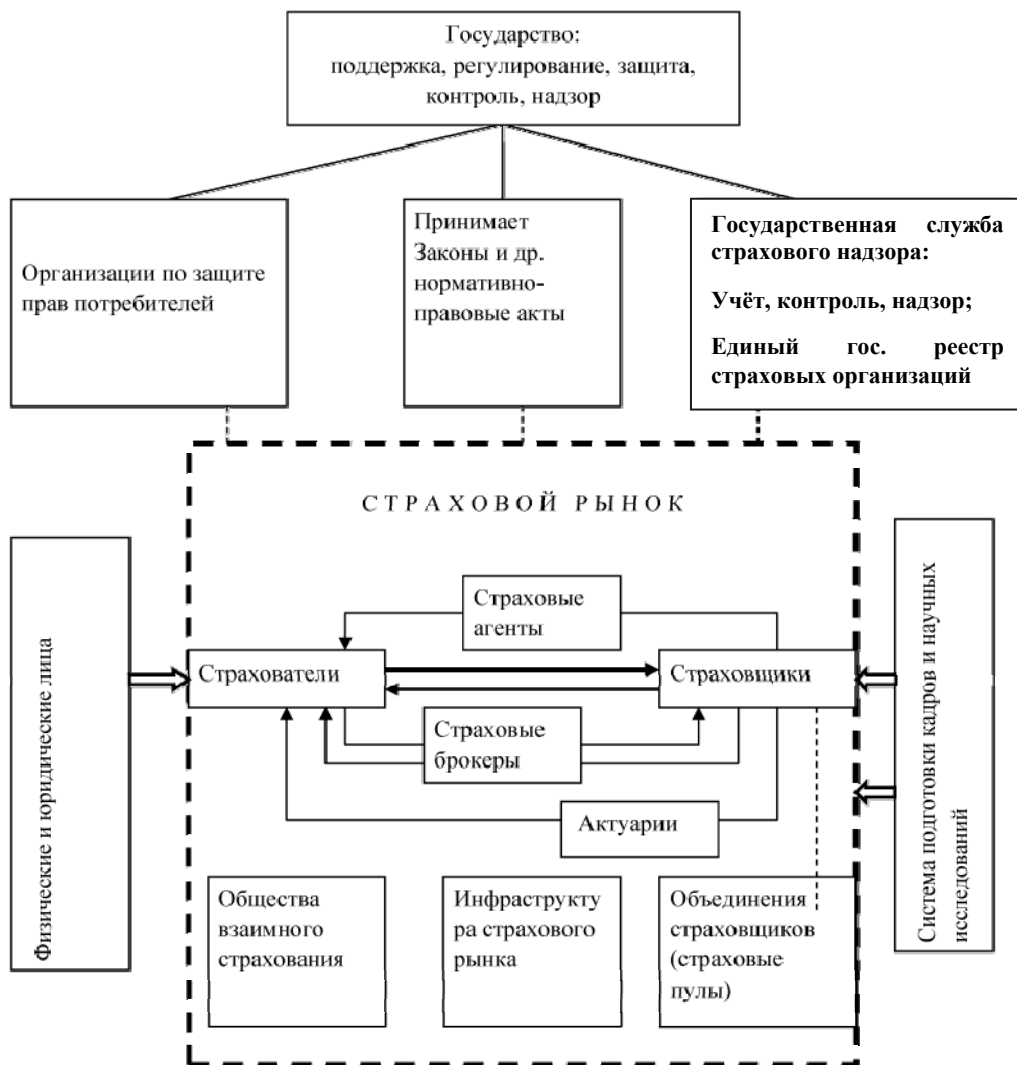 Государство:
поддержка, регулирование, защита,
контроль, надзор
Организации по защите
прав потребителей
Принимает
Законы и др.
нормативно-
правовые акты
Государственная служба
страхового надзора:
Учёт, контроль, надзор;
Единый гос. реестр
страховых организаций
СТРАХОВОЙ РЫНОК
Физические и юридические лица
Страховые
агенты
Страхователи
Страховщики
Страховые
брокеры
Актуарии
Общества
взаимного
страхования
Инфраструкту
ра страхового
рынка
Объединения
страховщиков
(страховые
пулы)
Система подготовки кадров и научных
исследований